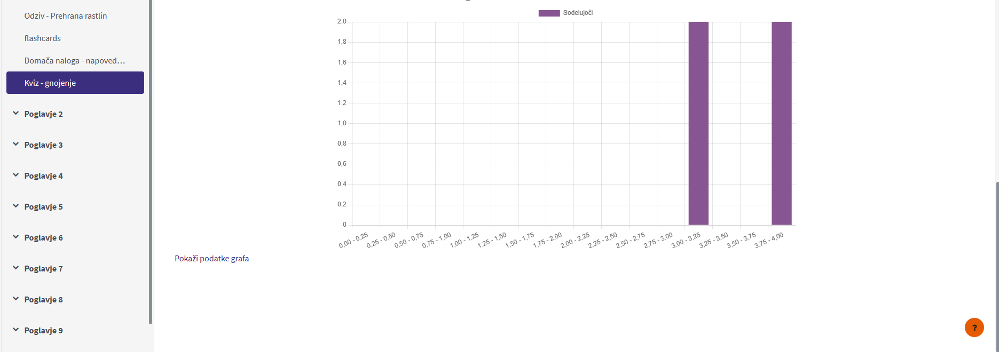 Odziv - Prehrana rastlin
flashcards
Domača naloga - napoved…
Kviz - gnojenje
Poglavje 2
Poglavje 3
Poglavje 4
Poglavje 5
Poglavje 6
Poglavje 7
Poglavje 8
Poglavje 9
Sodelujoči
2,0
1,8
1,6
1,4
1,2
1,0
0,8
0,6
0,4
0,2
0
0,00 - 0,25
0,25 - 0,50
0,50 - 0,75
0,75 - 1,00
1,00 - 1,25
1,25 - 1,50
1,50 - 1,75
1,75 - 2,00
2,00 - 2,25
2,25 - 2,50
2,50 - 2,75
2,75 - 3,00
3,00 - 3,25
3,25 - 3,50
3,50 - 3,75
3,75 - 4,00
Pokaži podatke grafa
?